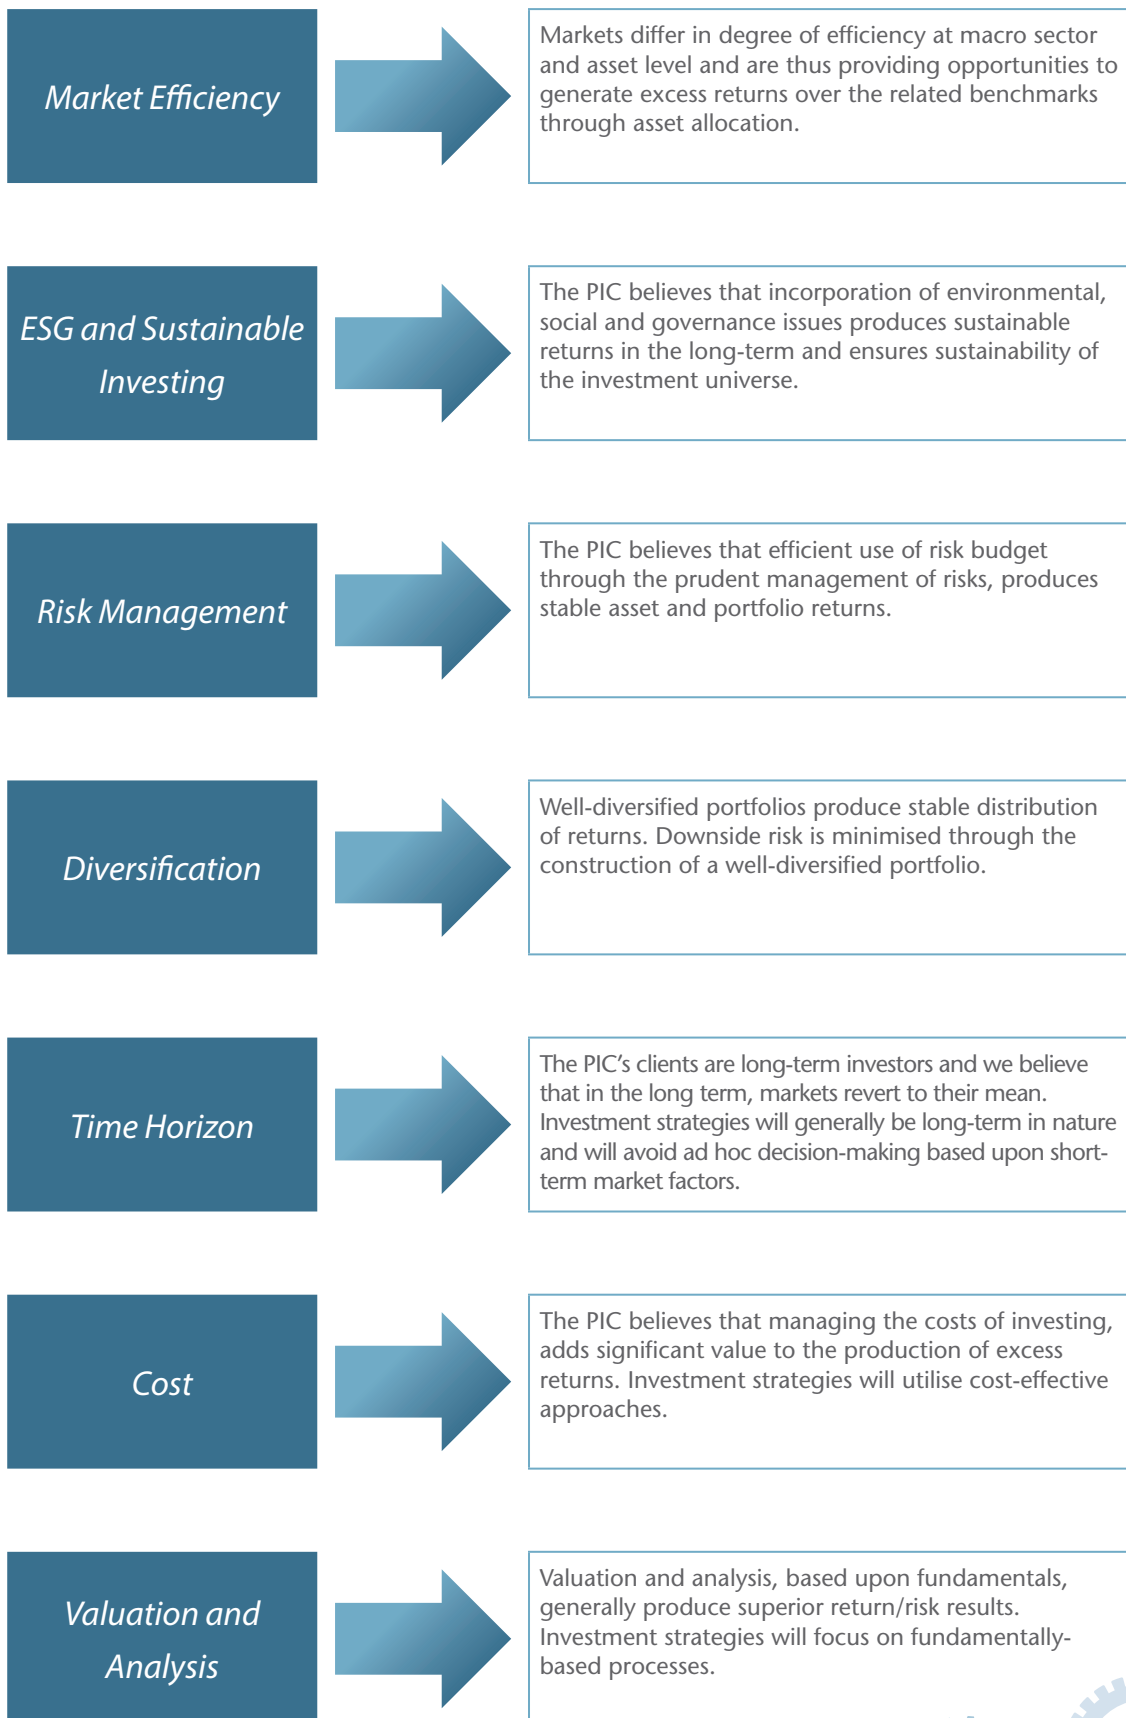 Market Efficiency
Markets differ in degree of efficiency at macro sector
and asset level and are thus providing opportunities to
generate excess returns over the related benchmarks
through asset allocation.
ESG and Sustainable
Investing
The PIC believes that incorporation of environmental,
social and governance issues produces sustainable
returns in the long-term and ensures sustainability of
the investment universe.
Risk Management
The PIC believes that efficient use of risk budget
through the prudent management of risks, produces
stable asset and portfolio returns.
Diversification
Well-diversified portfolios produce stable distribution
of returns. Downside risk is minimised through the
construction of a well-diversified portfolio.
Time Horizon
The PIC’s clients are long-term investors and we believe
that in the long term, markets revert to their mean.
Investment strategies will generally be long-term in nature
and will avoid ad hoc decision-making based upon short-
term market factors.
Cost
The PIC believes that managing the costs of investing,
adds significant value to the production of excess
returns. Investment strategies will utilise cost-effective
approaches.
Valuation and
Analysis
Valuation and analysis, based upon fundamentals,
generally produce superior return/risk results.
Investment strategies will focus on fundamentally-
based processes.